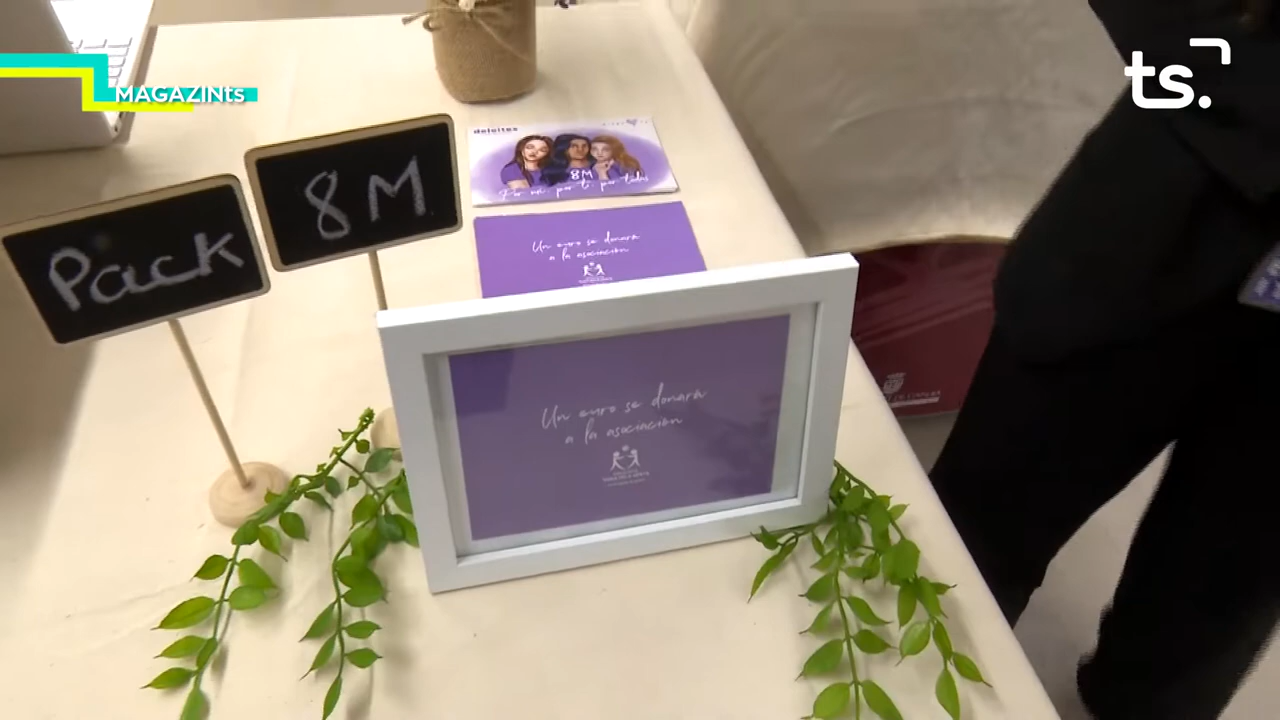 MAGAZINts
ts.
Pack
8M
deleites
8M
Por mí, por ti, por todas
Un euro se donará
a la asociación
Un euro se donará
a la asociación